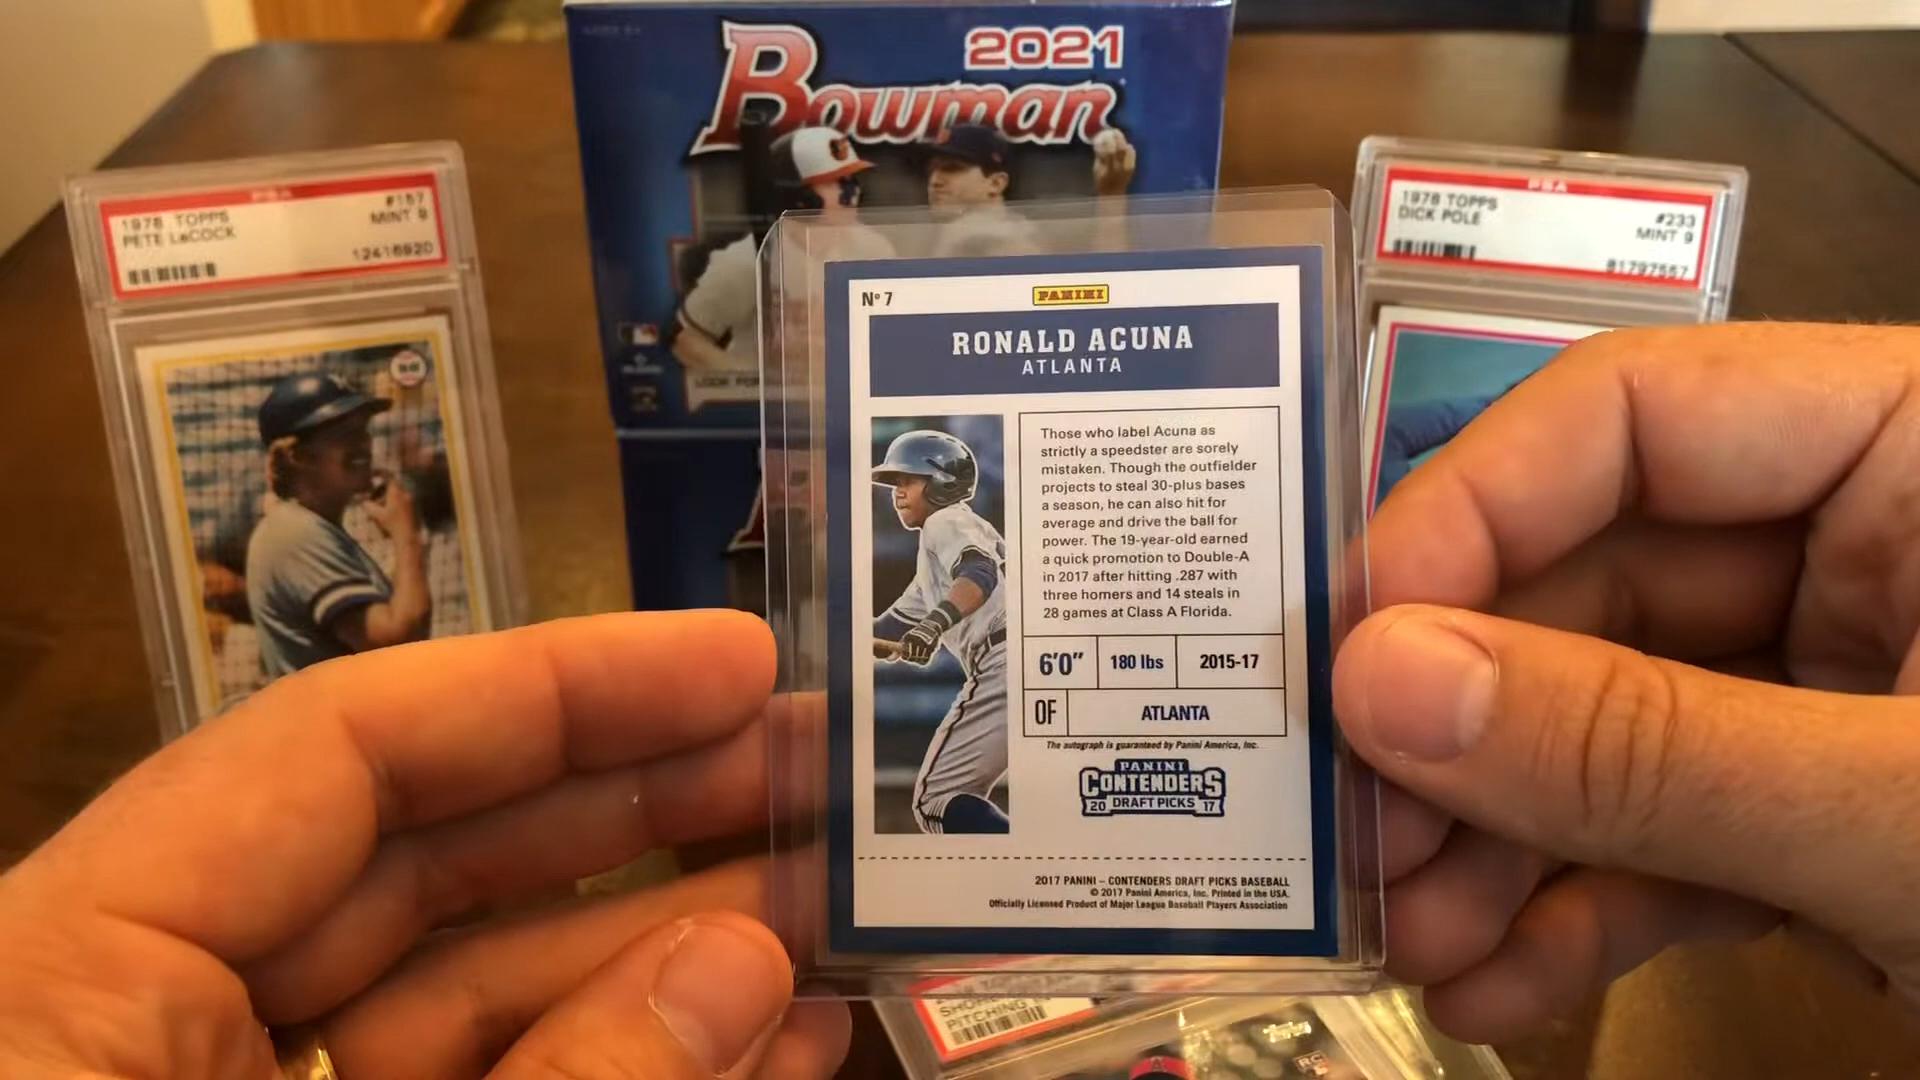 2021
Bowman
PSA
1978 TOPPS
#157
PETE LaCOCK
MINT 9
12416920
PSA
1978 TOPPS
#233
DICK POLE
MINT 9
81797557
Nº 7
PANINI
RONALD ACUNA
ATLANTA
Those who label Acuna as
strictly a speedster are sorely
mistaken. Though the outfielder
projects to steal 30-plus bases
a season, he can also hit for
average and drive the ball for
power. The 19-year-old earned
a quick promotion to Double-A
in 2017 after hitting .287 with
three homers and 14 steals in
28 games at Class A Florida.
6'0"
180 lbs
2015-17
OF
ATLANTA
The autograph is guaranteed by Panini America, Inc.
PANINI
CONTENDERS
20 DRAFT PICKS 17
2017 PANINI – CONTENDERS DRAFT PICKS BASEBALL
© 2017 Panini America, Inc. Printed in the USA.
Officially Licensed Product of Major League Baseball Players Association
PITCHING
Topps
RC